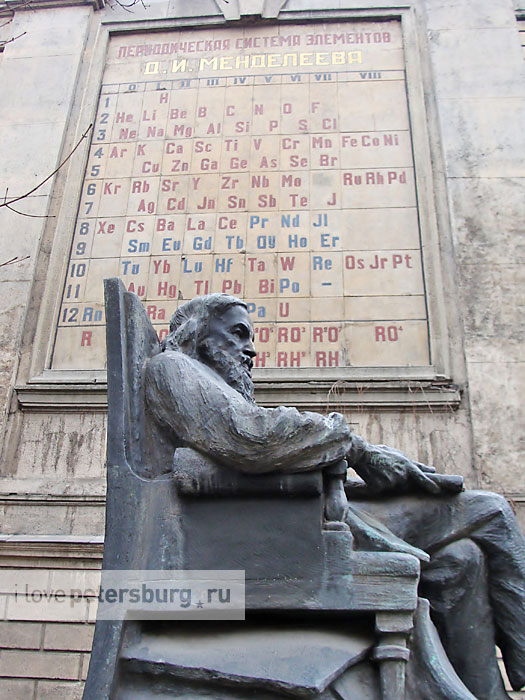 ПЕРИОДИЧЕСКАЯ СИСТЕМА ЭЛЕМЕНТОВ
Д. И. МЕНДЕЛЕЕВА
0 I II III IV V VI VII VIII
1 H
2 He Li Be B C N O F
3 Ne Na Mg Al Si P S Cl
4 Ar K Ca Sc Ti V Cr Mn Fe Co Ni
5 Cu Zn Ga Ge As Se Br
6 Kr Rb Sr Y Zr Nb Mo Ru Rh Pd
7 Ag Cd Jn Sn Sb Te J
8 Xe Cs Ba La Ce Pr Nd Jl
9 Sm Eu Gd Tb Dy Ho Er
10 Tu Yb Lu Hf Ta W Re Os Jr Pt
11 Au Hg Tl Pb Bi Po -
12 Rn Ra Pa U
R RO³ RO⁴
RH² RH
i love petersburg.ru